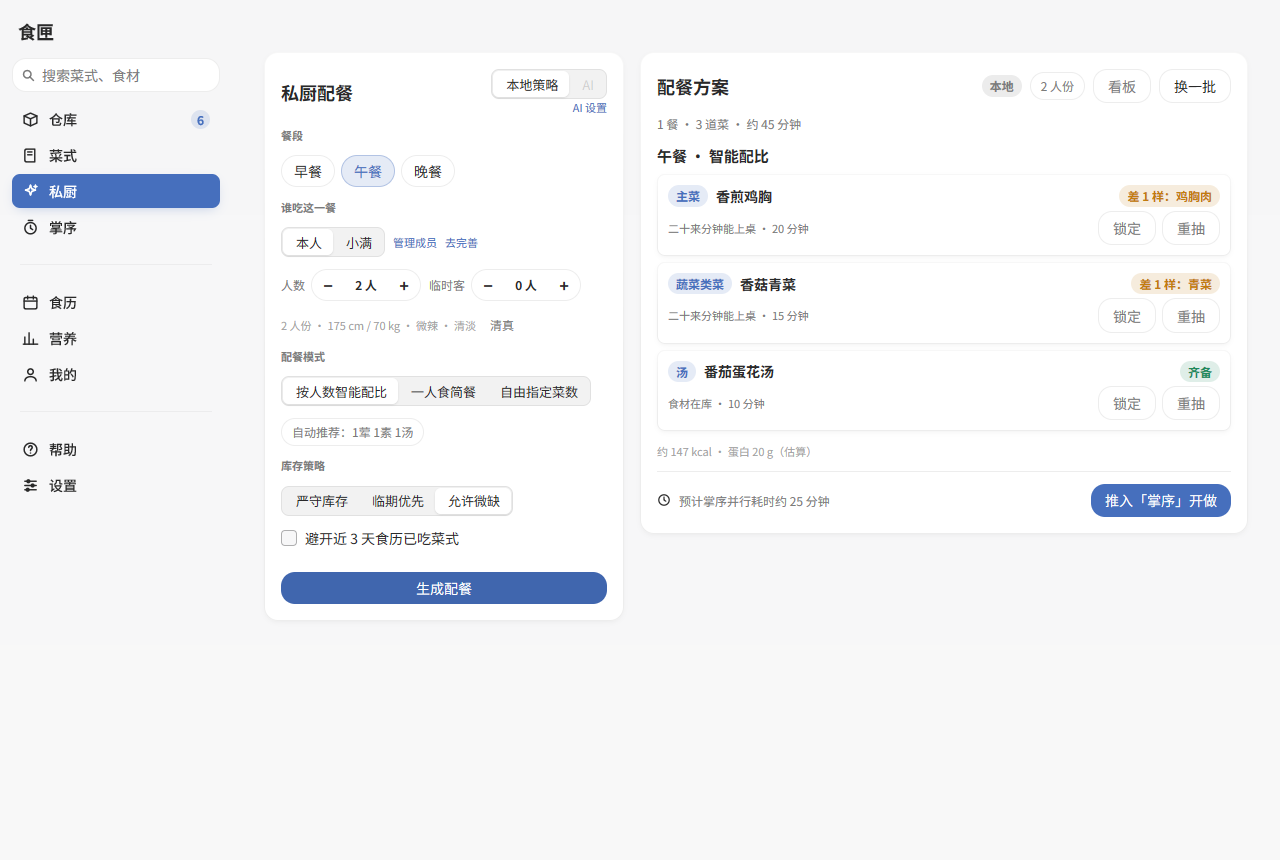 食匣
搜索菜式、食材
仓库 6
菜式
私厨
掌序
食历
营养
我的
帮助
设置
私厨配餐
本地策略 AI
AI 设置
餐段
早餐 午餐 晚餐
谁吃这一餐
本人 小满 管理成员 去完善
人数 − 2 人 + 临时客 − 0 人 +
2 人份 · 175 cm / 70 kg · 微辣 · 清淡 清真
配餐模式
按人数智能配比 一人食简餐 自由指定菜数
自动推荐：1荤 1素 1汤
库存策略
严守库存 临期优先 允许微缺
避开近 3 天食历已吃菜式
生成配餐
配餐方案
本地 2 人份 看板 换一批
1 餐 · 3 道菜 · 约 45 分钟
午餐 · 智能配比
主菜 香煎鸡胸 差 1 样：鸡胸肉
二十来分钟能上桌 · 20 分钟 锁定 重抽
蔬菜类菜 香菇青菜 差 1 样：青菜
二十来分钟能上桌 · 15 分钟 锁定 重抽
汤 番茄蛋花汤 齐备
食材在库 · 10 分钟 锁定 重抽
约 147 kcal · 蛋白 20 g（估算）
预计掌序并行耗时约 25 分钟 推入「掌序」开做